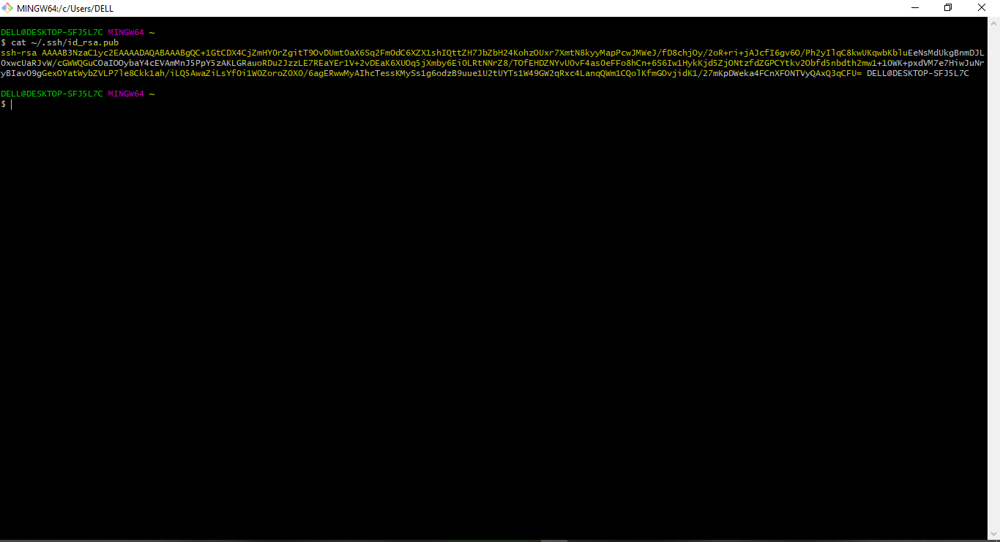 MINGW64:/c/Users/DELL
DELL@DESKTOP-SFJ5L7C MINGW64 ~
$ cat ~/.ssh/id_rsa.pub
ssh-rsa AAAAB3NzaC1yc2EAAAADAQABAAABgQC+1GtCDX4CjZmHYOrZgitT9OvDUmtOaX6Sq2FmOdC6XZX1shIQttZH7JbZbH24KohzOUxr7XmtN8kyyMapPcwJMWeJ/fD8chjOy/2oR+ri+jAJcfI6gv6O/Ph2yIlqC8kwUKqwbKbluEeNsMdUkgBnmDJL
OxwcUaRJvW/cGWWQGuCOaIOOybaY4cEVAmMnJ5PpY5zAKLGRauoRDu2JzzLE7REaYEr1V+2vDEaK6XUOq5jXmby6EiOLRtNNrZ8/TOfEHDZNYvUOvF4asOeFFo8hCn+6S6Iw1HykKjd5ZjONtzfdZGPCYtkv2Obfd5nbdth2mw1+1OWK+pxdVM7e7HiwJuNr
yBIavO9gGexOYatWybZVLP7le8Ckk1ah/iLQ5AwaZiLsYfOi1WOZoroZOXO/6agERwwMyAIhcTessKMySs1g6odzB9uue1U2tUYTs1W49GW2qRxc4LanqQWm1CQolKfmGOvjidK1/27mKpDWeka4FCnXFONTVyQAxQ3qCFU= DELL@DESKTOP-SFJ5L7C
DELL@DESKTOP-SFJ5L7C MINGW64 ~
$